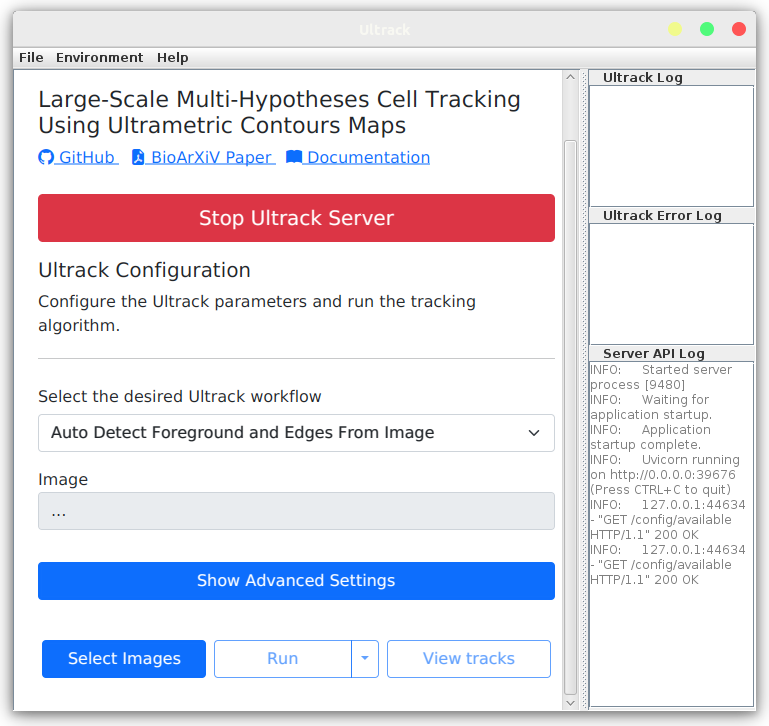 Ultrack
File Environment Help
Large-Scale Multi-Hypotheses Cell Tracking
Using Ultrametric Contours Maps
GitHub BioArXiV Paper Documentation
Stop Ultrack Server
Ultrack Configuration
Configure the Ultrack parameters and run the tracking
algorithm.
Select the desired Ultrack workflow
Auto Detect Foreground and Edges From Image
Image
...
Show Advanced Settings
Select Images Run View tracks
Ultrack Log
Ultrack Error Log
Server API Log
INFO: Started server
process [9480]
INFO: Waiting for
application startup.
INFO: Application
startup complete.
INFO: Uvicorn running
on http://0.0.0.0:39676
(Press CTRL+C to quit)
INFO: 127.0.0.1:44634
- "GET /config/available
HTTP/1.1" 200 OK
INFO: 127.0.0.1:44634
- "GET /config/available
HTTP/1.1" 200 OK